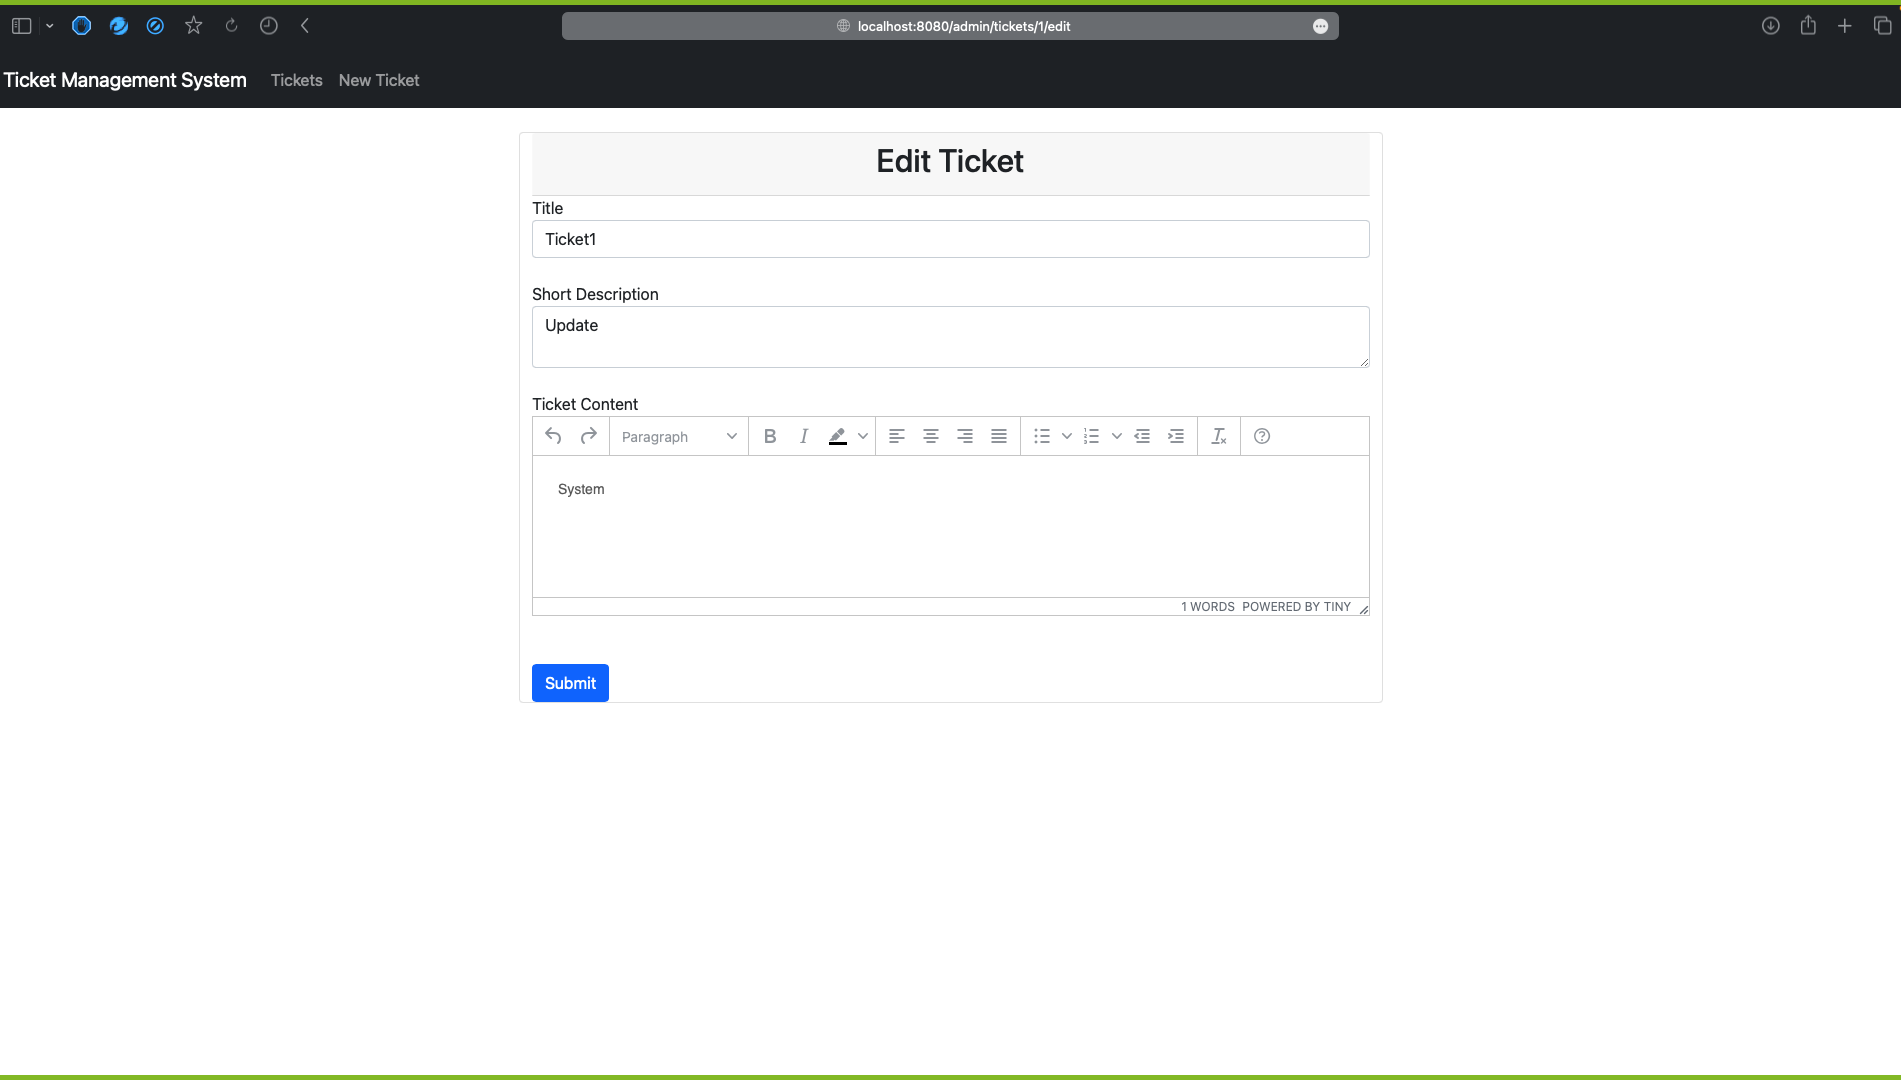 localhost:8080/admin/tickets/1/edit
Ticket Management System Tickets New Ticket
Edit Ticket
Title
Ticket1
Short Description
Update
Ticket Content
Paragraph
System
1 WORDS POWERED BY TINY
Submit